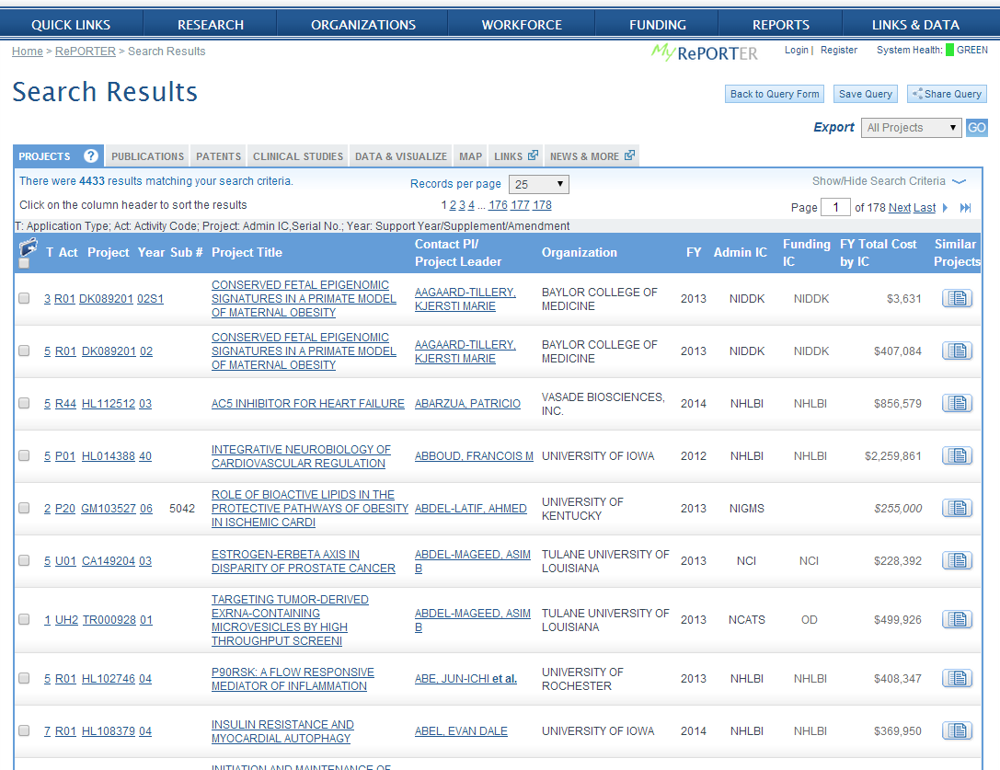 QUICK LINKS RESEARCH ORGANIZATIONS WORKFORCE FUNDING REPORTS LINKS & DATA
Home > RePORTER > Search Results
My RePORTER Login | Register System Health: GREEN
Search Results
Back to Query Form Save Query Share Query
Export All Projects GO
PROJECTS ? PUBLICATIONS PATENTS CLINICAL STUDIES DATA & VISUALIZE MAP LINKS NEWS & MORE
There were 4433 results matching your search criteria. Records per page 25 Show/Hide Search Criteria
Click on the column header to sort the results 1 2 3 4 ... 176 177 178 Page 1 of 178 Next Last
T: Application Type; Act: Activity Code; Project: Admin IC,Serial No.; Year: Support Year/Supplement/Amendment
T Act Project Year Sub # Project Title Contact PI/ Project Leader Organization FY Admin IC Funding IC FY Total Cost by IC Similar Projects
3 R01 DK089201 02S1 CONSERVED FETAL EPIGENOMIC SIGNATURES IN A PRIMATE MODEL OF MATERNAL OBESITY AAGAARD-TILLERY, KJERSTI MARIE BAYLOR COLLEGE OF MEDICINE 2013 NIDDK NIDDK $3,631
5 R01 DK089201 02 CONSERVED FETAL EPIGENOMIC SIGNATURES IN A PRIMATE MODEL OF MATERNAL OBESITY AAGAARD-TILLERY, KJERSTI MARIE BAYLOR COLLEGE OF MEDICINE 2013 NIDDK NIDDK $407,084
5 R44 HL112512 03 AC5 INHIBITOR FOR HEART FAILURE ABARZUA, PATRICIO VASADE BIOSCIENCES, INC. 2014 NHLBI NHLBI $856,579
5 P01 HL014388 40 INTEGRATIVE NEUROBIOLOGY OF CARDIOVASCULAR REGULATION ABBOUD, FRANCOIS M UNIVERSITY OF IOWA 2012 NHLBI NHLBI $2,259,861
2 P20 GM103527 06 5042 ROLE OF BIOACTIVE LIPIDS IN THE PROTECTIVE PATHWAYS OF OBESITY IN ISCHEMIC CARDI ABDEL-LATIF, AHMED UNIVERSITY OF KENTUCKY 2013 NIGMS $255,000
5 U01 CA149204 03 ESTROGEN-ERBETA AXIS IN DISPARITY OF PROSTATE CANCER ABDEL-MAGEED, ASIM B TULANE UNIVERSITY OF LOUISIANA 2013 NCI NCI $228,392
1 UH2 TR000928 01 TARGETING TUMOR-DERIVED EXRNA-CONTAINING MICROVESICLES BY HIGH THROUGHPUT SCREENI ABDEL-MAGEED, ASIM B TULANE UNIVERSITY OF LOUISIANA 2013 NCATS OD $499,926
5 R01 HL102746 04 P90RSK: A FLOW RESPONSIVE MEDIATOR OF INFLAMMATION ABE, JUN-ICHI et al. UNIVERSITY OF ROCHESTER 2013 NHLBI NHLBI $408,347
7 R01 HL108379 04 INSULIN RESISTANCE AND MYOCARDIAL AUTOPHAGY ABEL, EVAN DALE UNIVERSITY OF IOWA 2014 NHLBI NHLBI $369,950
INITIATION AND MAINTENANCE OF